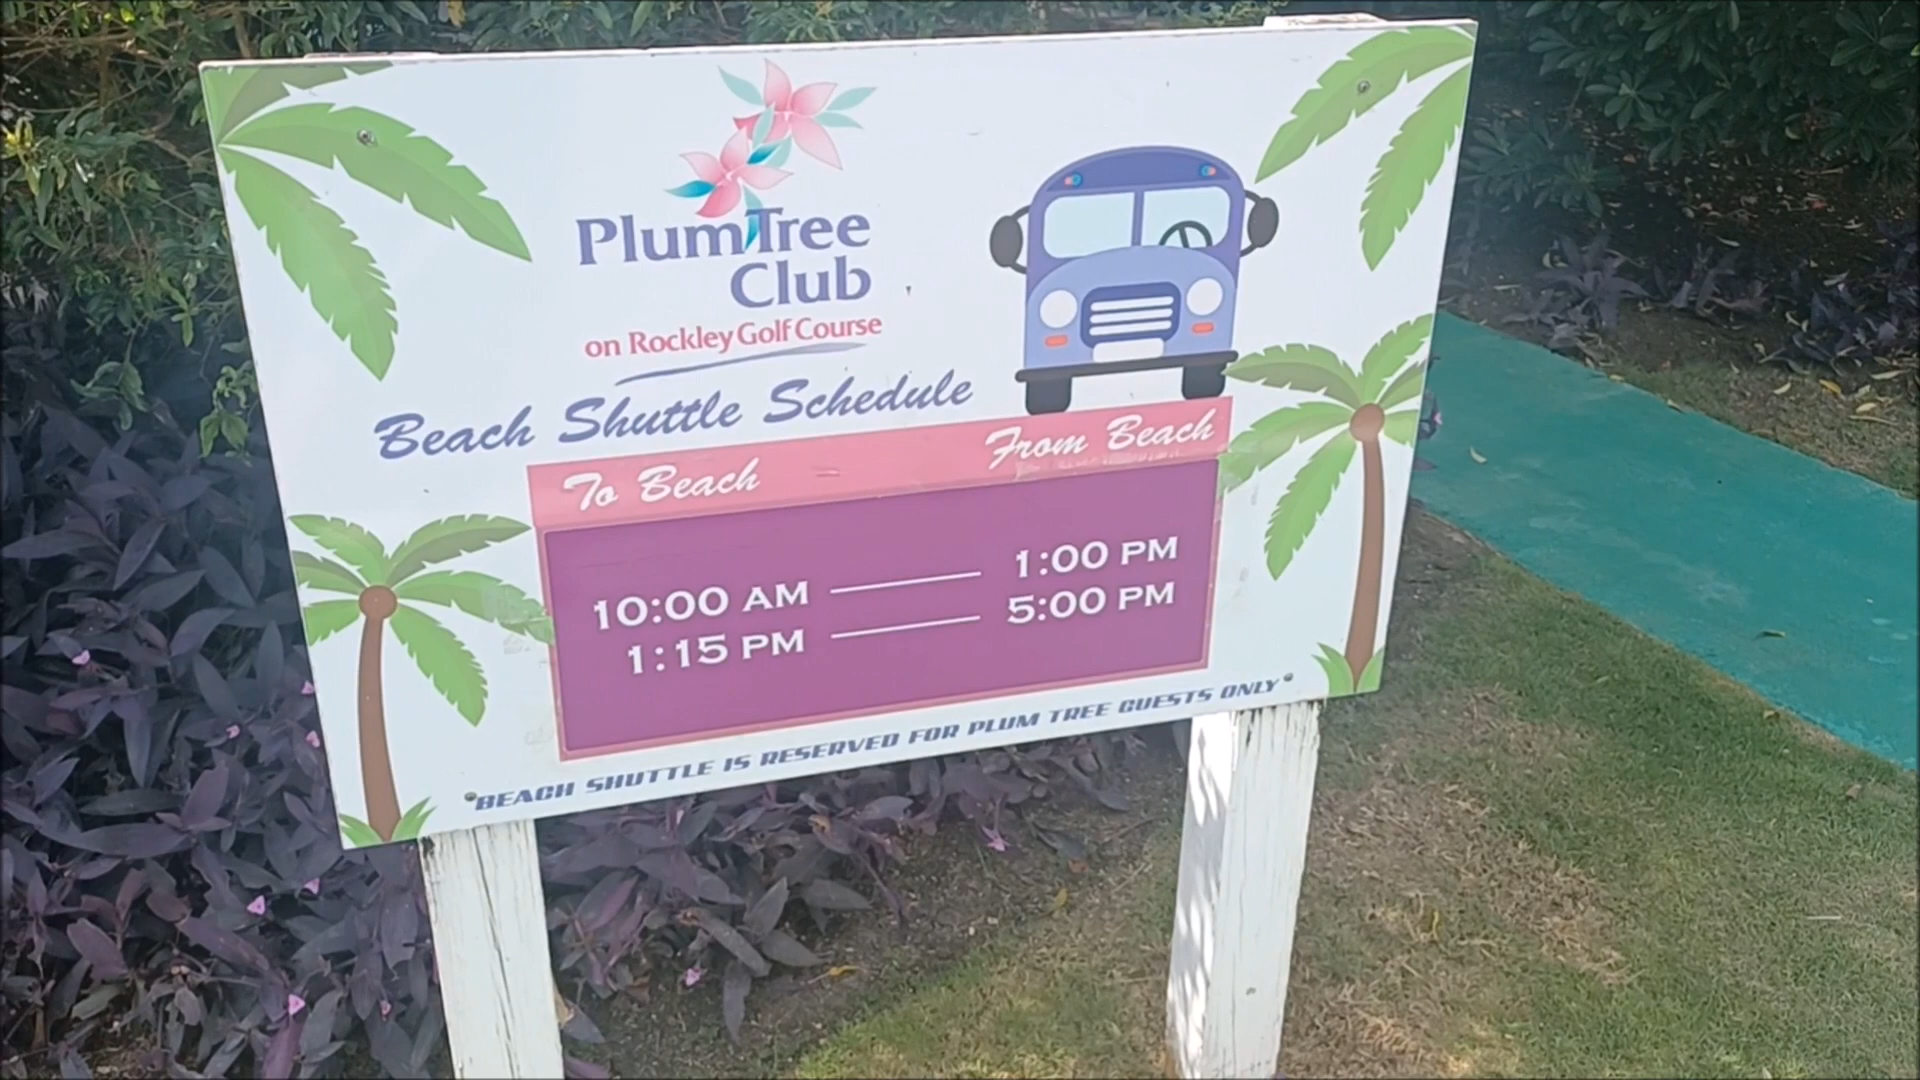 PlumTree
Club
on Rockley Golf Course
Beach Shuttle Schedule
To Beach From Beach
10:00 AM 1:00 PM
1:15 PM 5:00 PM
*BEACH SHUTTLE IS RESERVED FOR PLUM TREE GUESTS ONLY*